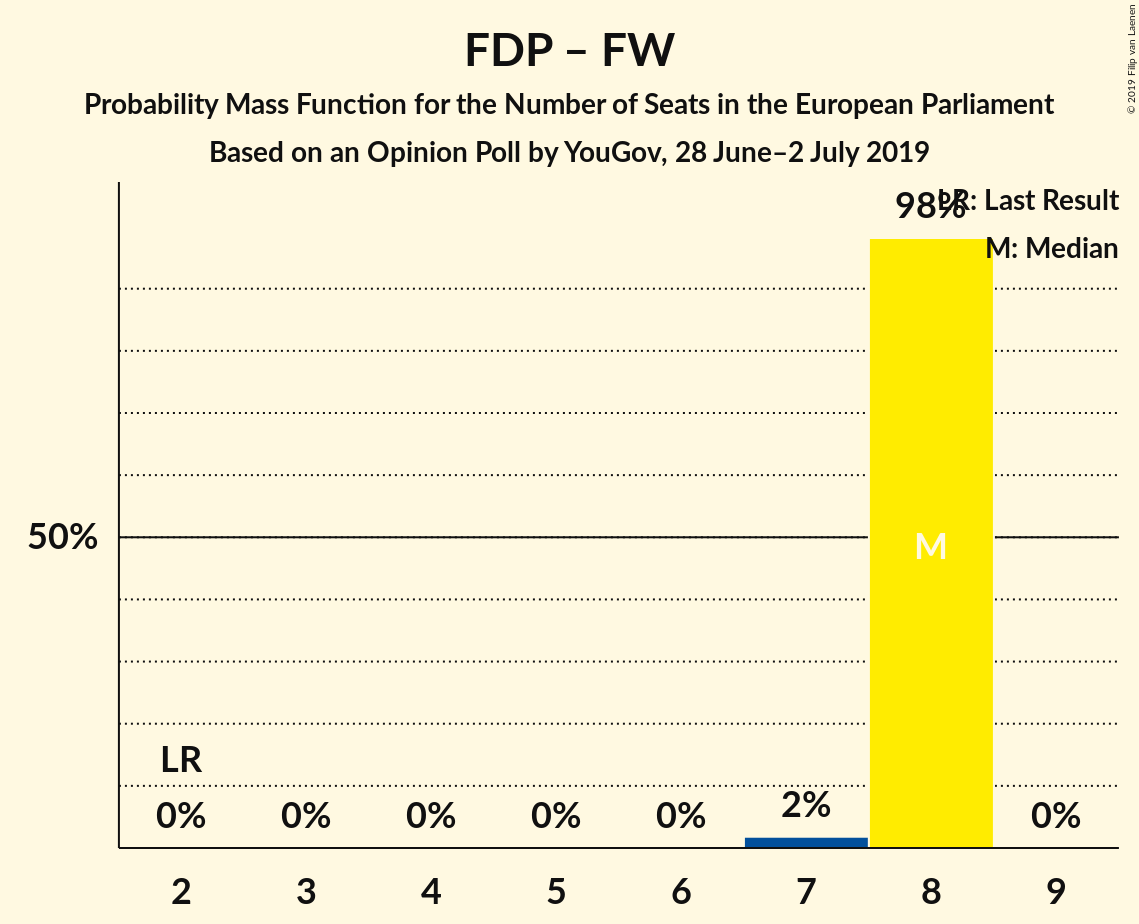 FDP – FW
Probability Mass Function for the Number of Seats in the European Parliament
Based on an Opinion Poll by YouGov, 28 June–2 July 2019
© 2019 Filip van Laenen
98%
LR: Last Result
M: Median
50%
M
LR
0% 0% 0% 0% 0% 2% 0%
2 3 4 5 6 7 8 9